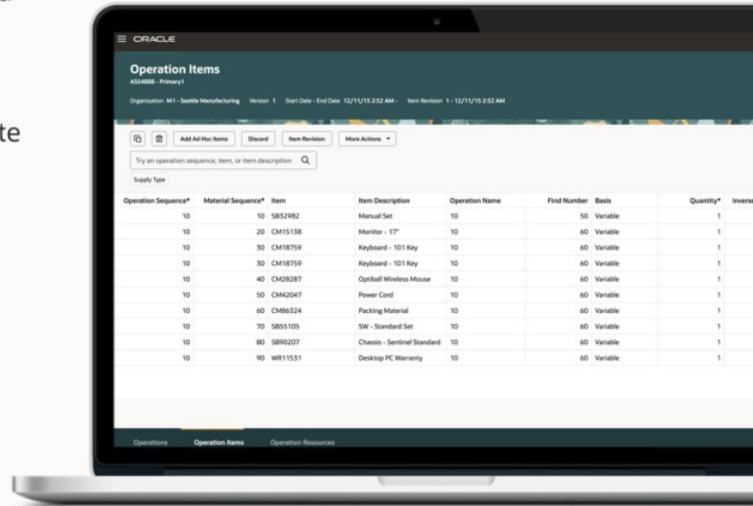 te
ORACLE
Operation Items
AS54888 - Primary1
Organization M1 - Seattle Manufacturing Version 1 Start Date - End Date 12/11/15 2:52 AM - Item Revision 1 - 12/11/15 2:52 AM
Add Ad Hoc Items Discard Item Revision More Actions
Try an operation sequence, item, or item description
Supply Type
Operation Sequence* Material Sequence* Item Item Description Operation Name Find Number Basis Quantity* Inverse
10 10 SB32982 Manual Set 10 50 Variable 1
10 20 CM15138 Monitor - 17" 10 60 Variable 1
10 30 CM18759 Keyboard - 101 Key 10 60 Variable 1
10 30 CM18759 Keyboard - 101 Key 10 60 Variable 1
10 40 CM28287 Optiball Wireless Mouse 10 60 Variable 1
10 50 CM42047 Power Cord 10 60 Variable 1
10 60 CM86324 Packing Material 10 60 Variable 1
10 70 SB55105 SW - Standard Set 10 60 Variable 1
10 80 SB90207 Chassis - Sentinel Standard 10 60 Variable 1
10 90 WR11531 Desktop PC Warranty 10 60 Variable 1
Operations Operation Items Operation Resources